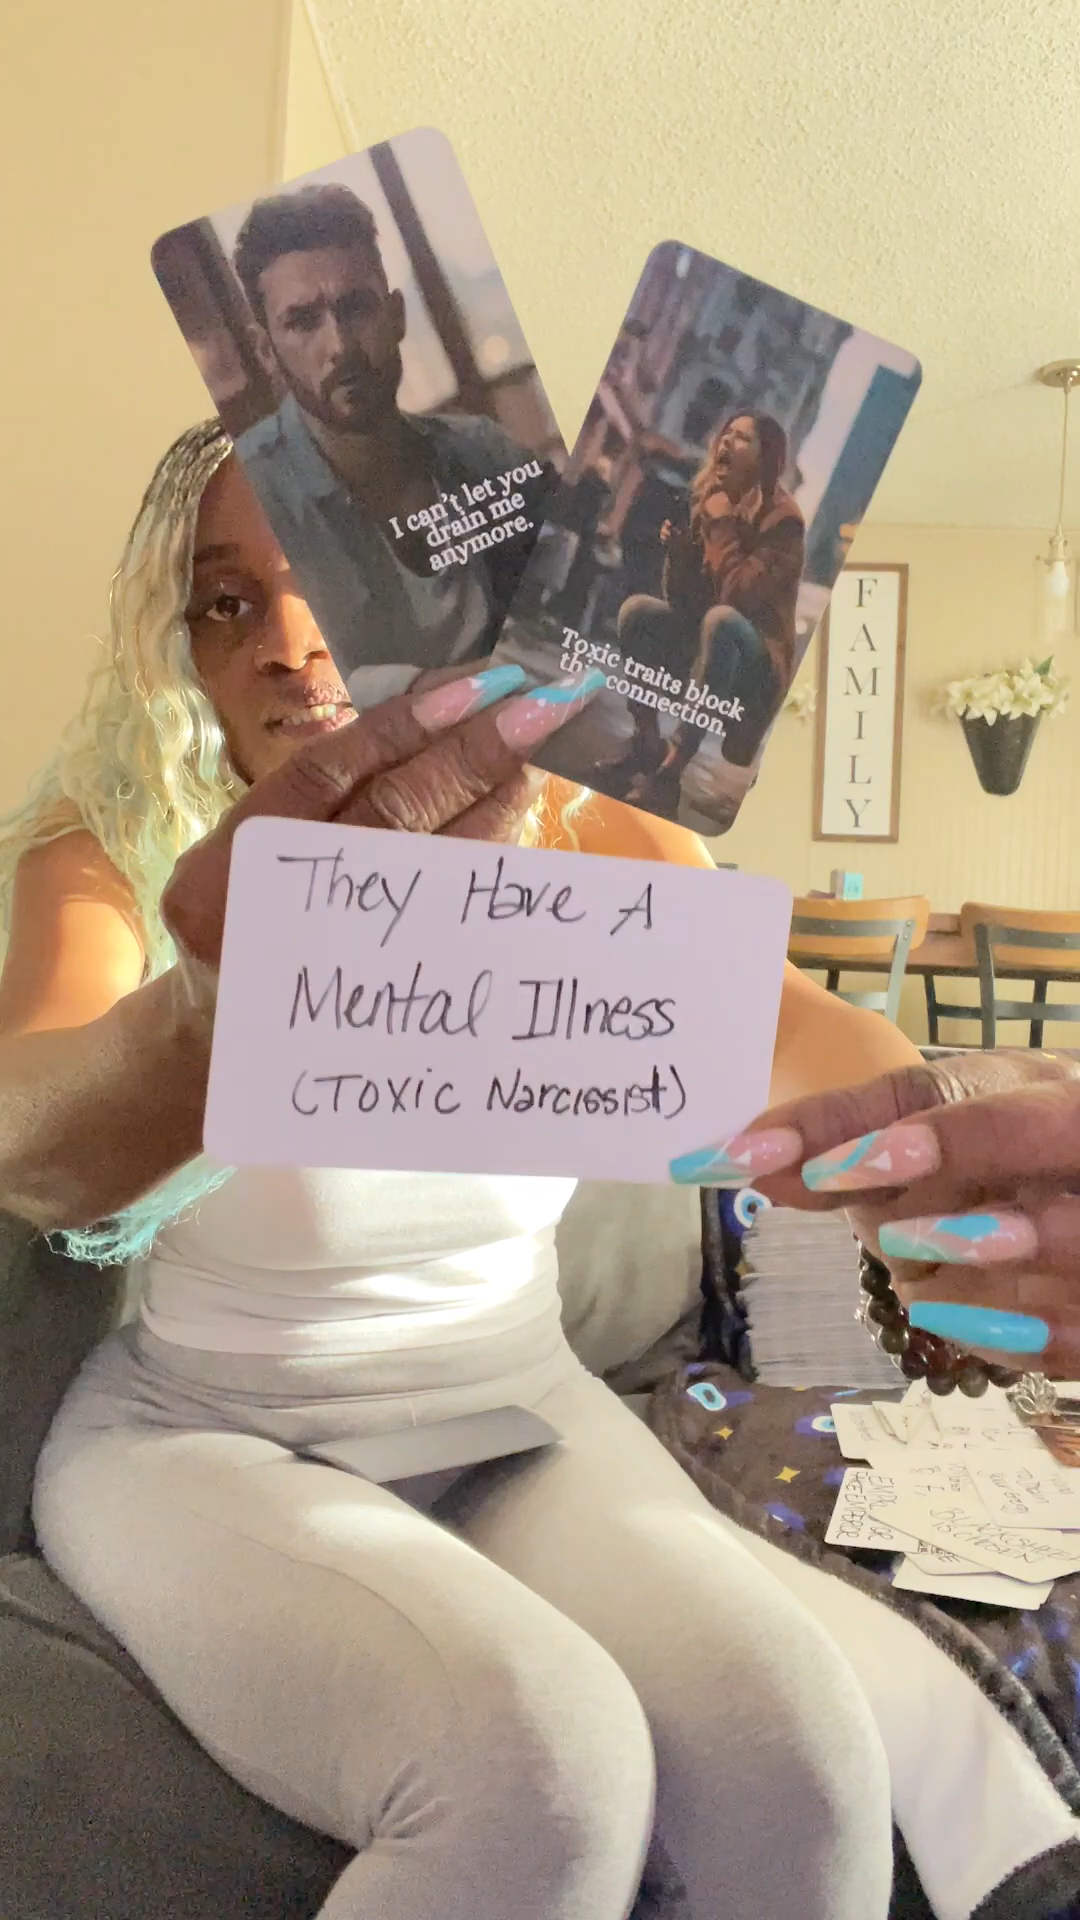 I can't let you
drain me
anymore.
Toxic traits block
connection.
FAMILY
They Have A
Mental Illness
(Toxic Narcissist)